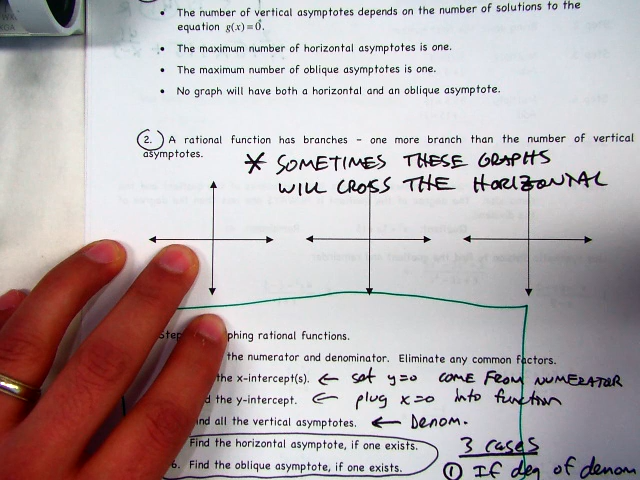 • The number of vertical asymptotes depends on the number of solutions to the
equation g(x)=0.
• The maximum number of horizontal asymptotes is one.
• The maximum number of oblique asymptotes is one.
• No graph will have both a horizontal and an oblique asymptote.
2. A rational function has branches – one more branch than the number of vertical
asymptotes.
* SOMETIMES THESE GRAPHS
WILL CROSS THE HORIZONTAL
phing rational functions.
the numerator and denominator. Eliminate any common factors.
the x-intercept(s). ← set y=0 COME FROM NUMERATOR
the y-intercept. ← plug x=0 into function
all the vertical asymptotes. ← DENOM.
Find the horizontal asymptote, if one exists.
3 cases
6. Find the oblique asymptote, if one exists.
① If deg of denom